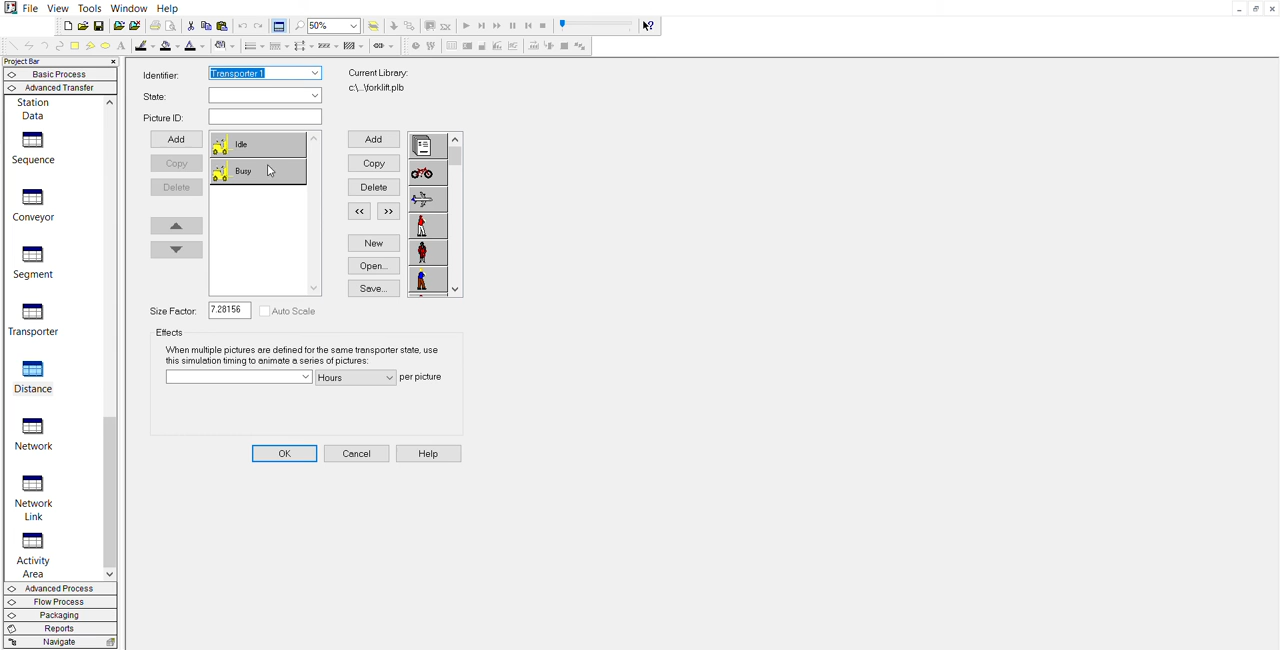 File View Tools Window Help
50%
Project Bar
Basic Process
Advanced Transfer
Station
Data
Sequence
Conveyor
Segment
Transporter
Distance
Network
Network
Link
Activity
Area
Advanced Process
Flow Process
Packaging
Reports
Navigate
Identifier: Transporter 1
State:
Picture ID:
Current Library:
c:\...\forklift.plb
Add
Copy
Delete
Idle
Busy
Add
Copy
Delete
<< >>
New
Open...
Save...
Size Factor: 7.28156 Auto Scale
Effects
When multiple pictures are defined for the same transporter state, use
this simulation timing to animate a series of pictures:
Hours per picture
OK Cancel Help